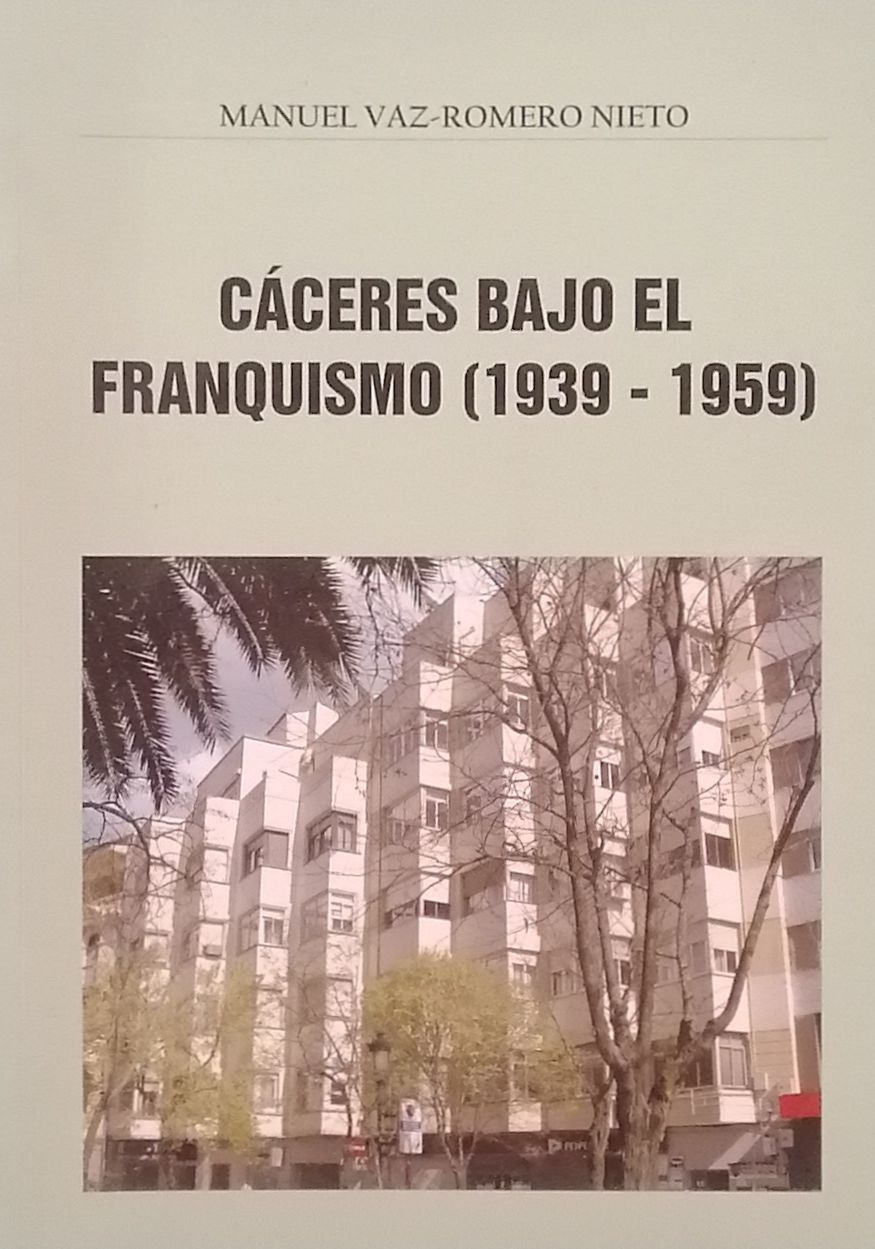 MANUEL VAZ-ROMERO NIETO
CÁCERES BAJO EL
FRANQUISMO (1939 - 1959)